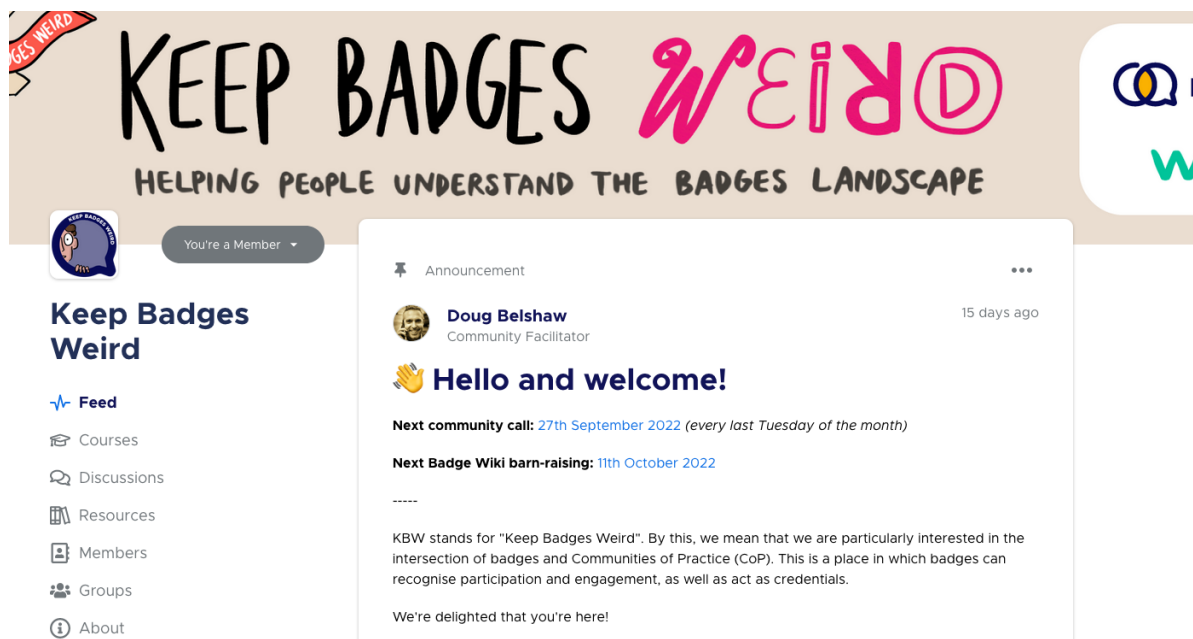 GES WEIRD
KEEP BADGES WEIRD
HELPING PEOPLE UNDERSTAND THE BADGES LANDSCAPE
KEEP BADGES WEIRD
You're a Member
Keep Badges
Weird
Feed
Courses
Discussions
Resources
Members
Groups
About
Announcement
Doug Belshaw
15 days ago
Community Facilitator
👋 Hello and welcome!
Next community call: 27th September 2022 (every last Tuesday of the month)
Next Badge Wiki barn-raising: 11th October 2022
-----
KBW stands for "Keep Badges Weird". By this, we mean that we are particularly interested in the
intersection of badges and Communities of Practice (CoP). This is a place in which badges can
recognise participation and engagement, as well as act as credentials.
We're delighted that you're here!